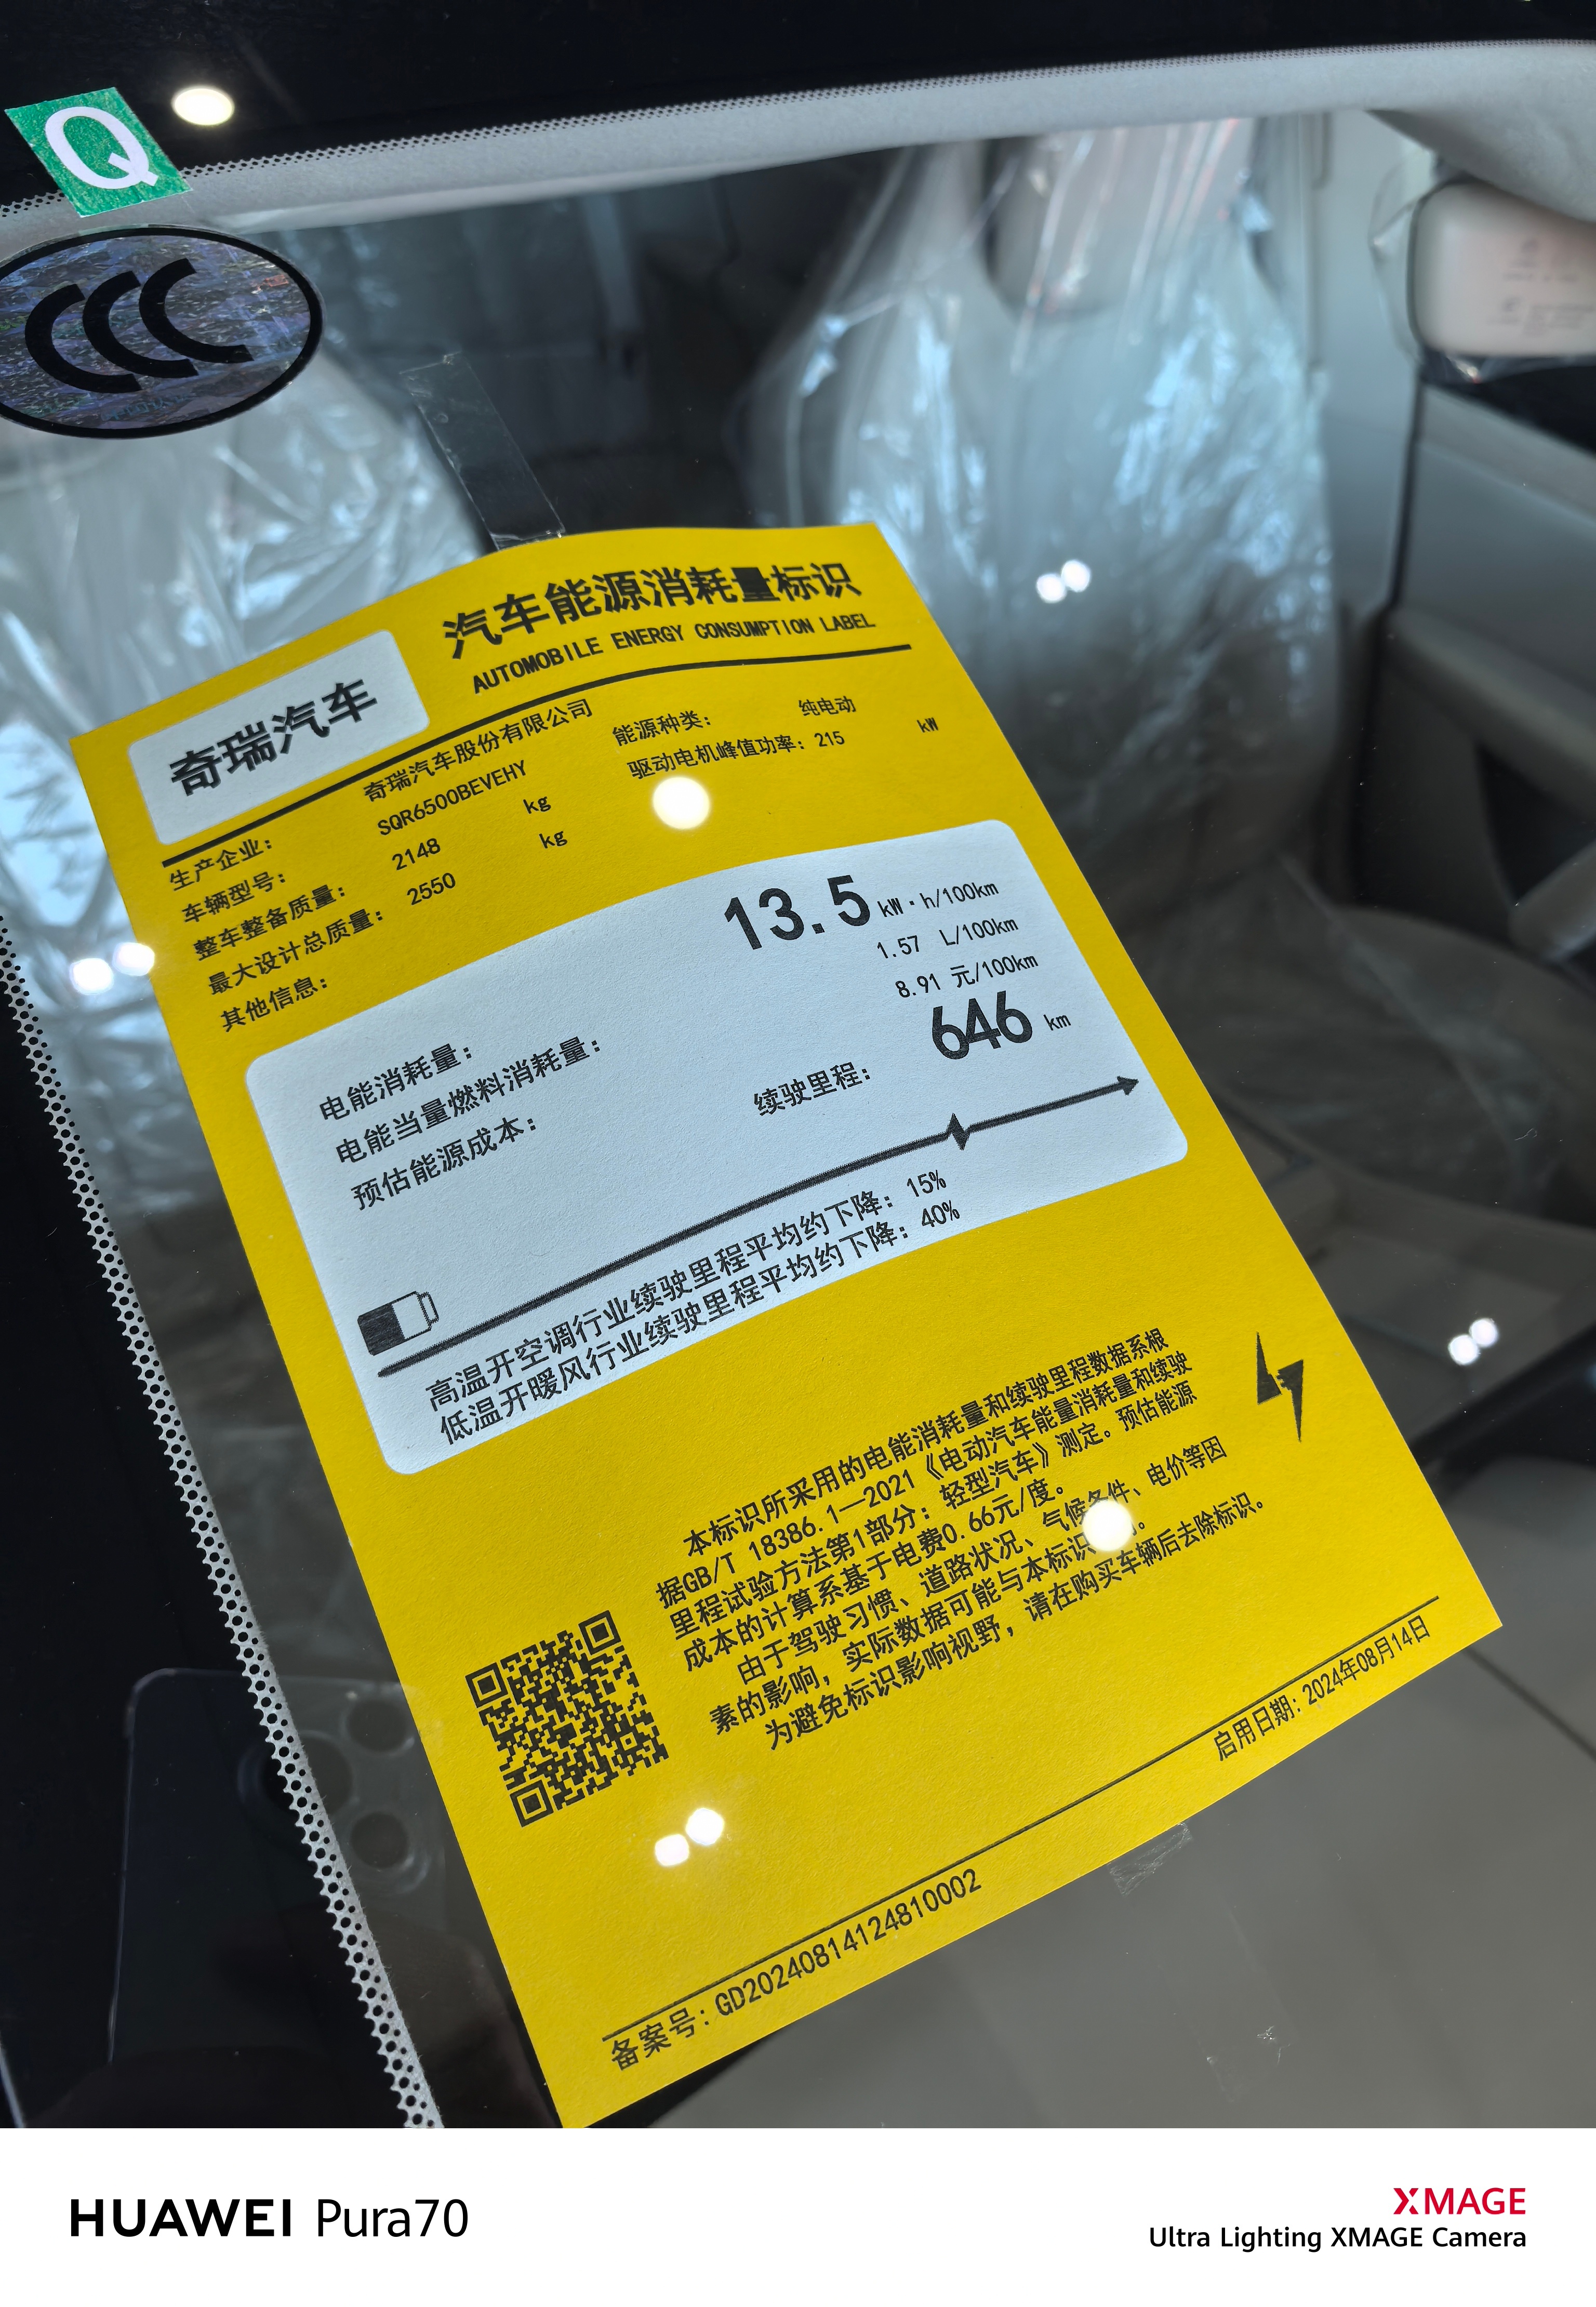 Q
CCC
汽车能源消耗量标识
AUTOMOBILE ENERGY CONSUMPTION LABEL
奇瑞汽车
生产企业: 奇瑞汽车股份有限公司
能源种类: 纯电动
车辆型号: SQR6500BEVEHY
驱动电机峰值功率: 215 kW
整车整备质量: 2148 kg
最大设计总质量: 2550 kg
其他信息:
电能消耗量: 13.5 kW·h/100km
电能当量燃料消耗量: 1.57 L/100km
预估能源成本: 8.91 元/100km
续驶里程: 646 km
高温开空调行业续驶里程平均约下降: 15%
低温开暖风行业续驶里程平均约下降: 40%
本标识所采用的电能消耗量和续驶里程数据系根
据GB/T 18386.1—2021《电动汽车能量消耗量和续驶
里程试验方法第1部分: 轻型汽车》测定。预估能源
成本的计算系基于电费0.66元/度。
由于驾驶习惯、道路状况、气候条件、电价等因
素的影响, 实际数据可能与本标识
为避免标识影响视野, 请在购买车辆后去除标识。
启用日期: 2024年08月14日
备案号: GD20240814124810002
HUAWEI Pura70
XMAGE
Ultra Lighting XMAGE Camera